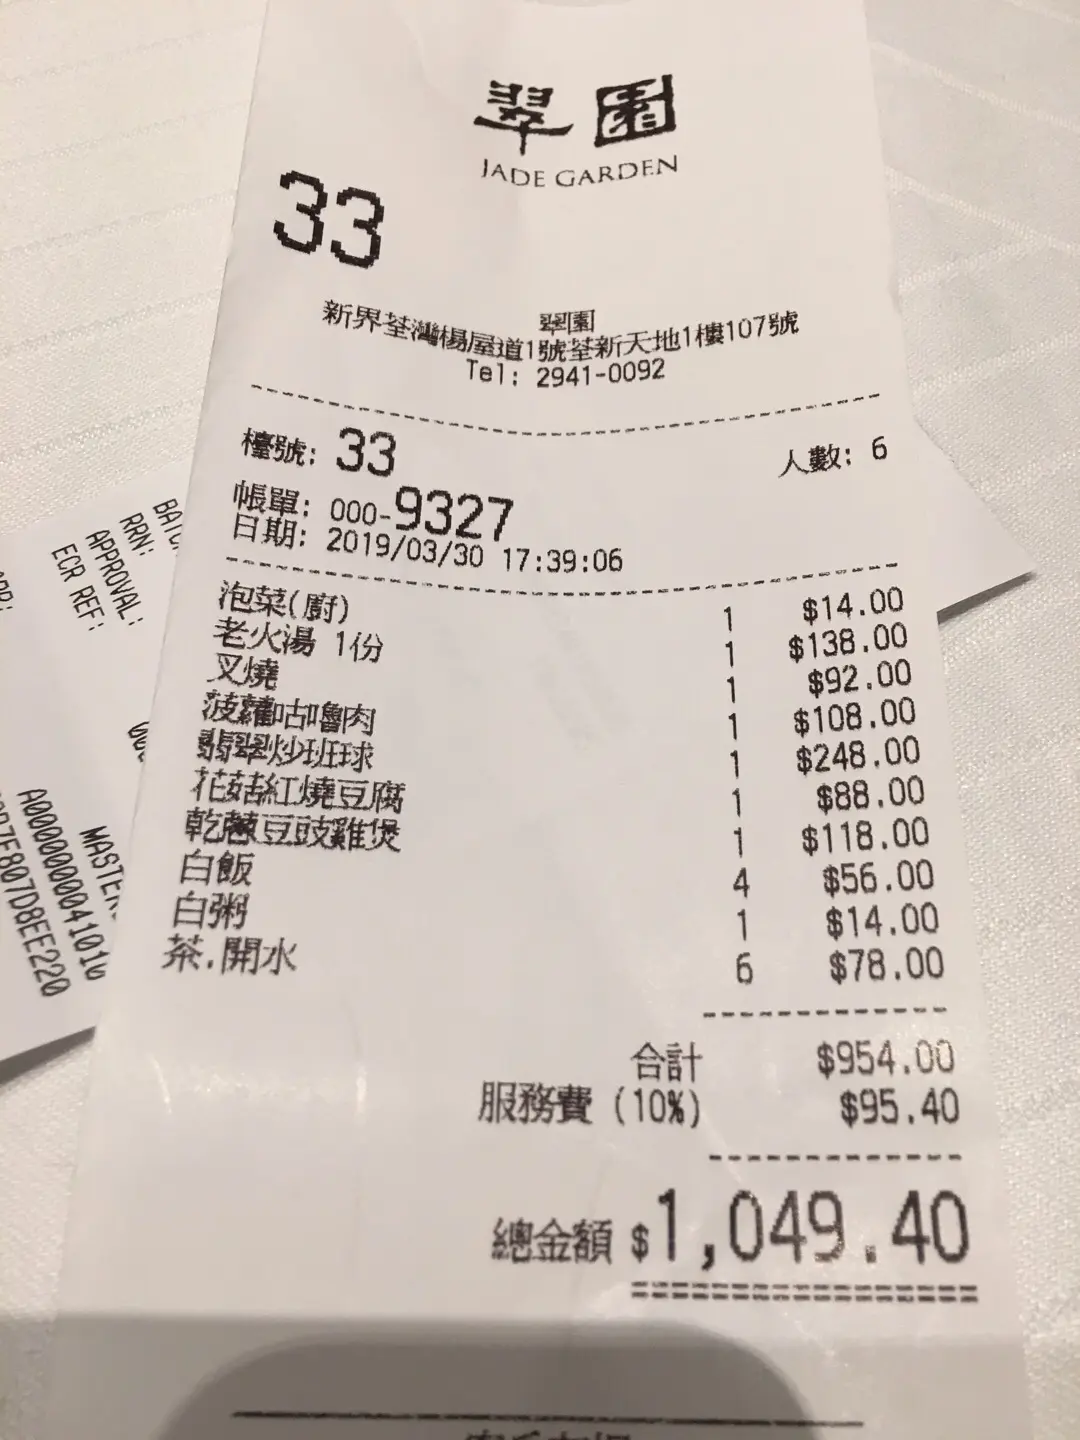 翠園
JADE GARDEN
33
翠園
新界荃灣楊屋道1號荃新天地1樓107號
Tel: 2941-0092
檯號: 33 人數: 6
帳單: 000-9327
日期: 2019/03/30 17:39:06
泡菜(廚) 1 $14.00
老火湯 1份 1 $138.00
叉燒 1 $92.00
菠蘿咕嚕肉 1 $108.00
翡翠炒班球 1 $248.00
花菇紅燒豆腐 1 $88.00
乾蔥豆豉雞煲 1 $118.00
白飯 4 $56.00
白粥 1 $14.00
茶.開水 6 $78.00
合計 $954.00
服務費 (10%) $95.40
總金額 $1,049.40
RRN:
APPROVAL:
ECR REF:
A0000000041010